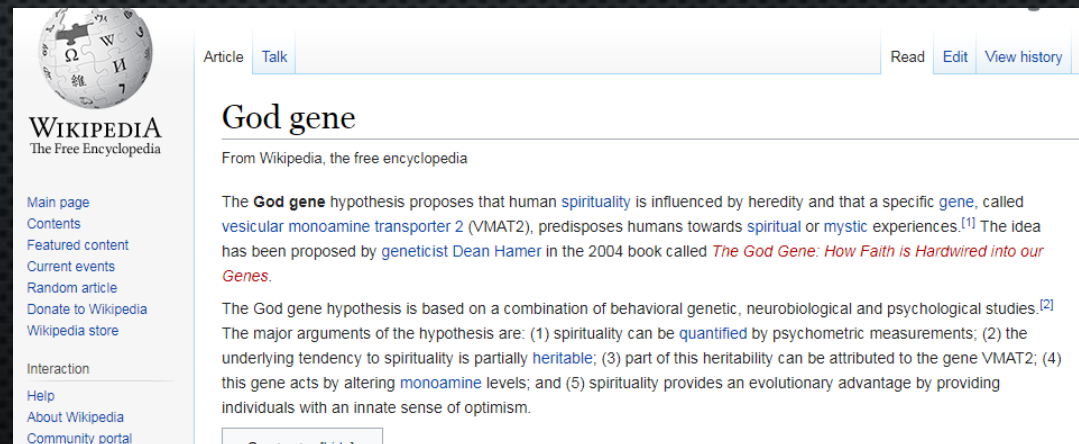 Article Talk Read Edit View history
WIKIPEDIA
The Free Encyclopedia
God gene
From Wikipedia, the free encyclopedia
Main page
Contents
Featured content
Current events
Random article
Donate to Wikipedia
Wikipedia store
Interaction
Help
About Wikipedia
Community portal
The God gene hypothesis proposes that human spirituality is influenced by heredity and that a specific gene, called
vesicular monoamine transporter 2 (VMAT2), predisposes humans towards spiritual or mystic experiences.[1] The idea
has been proposed by geneticist Dean Hamer in the 2004 book called The God Gene: How Faith is Hardwired into our
Genes.
The God gene hypothesis is based on a combination of behavioral genetic, neurobiological and psychological studies.[2]
The major arguments of the hypothesis are: (1) spirituality can be quantified by psychometric measurements; (2) the
underlying tendency to spirituality is partially heritable; (3) part of this heritability can be attributed to the gene VMAT2; (4)
this gene acts by altering monoamine levels; and (5) spirituality provides an evolutionary advantage by providing
individuals with an innate sense of optimism.